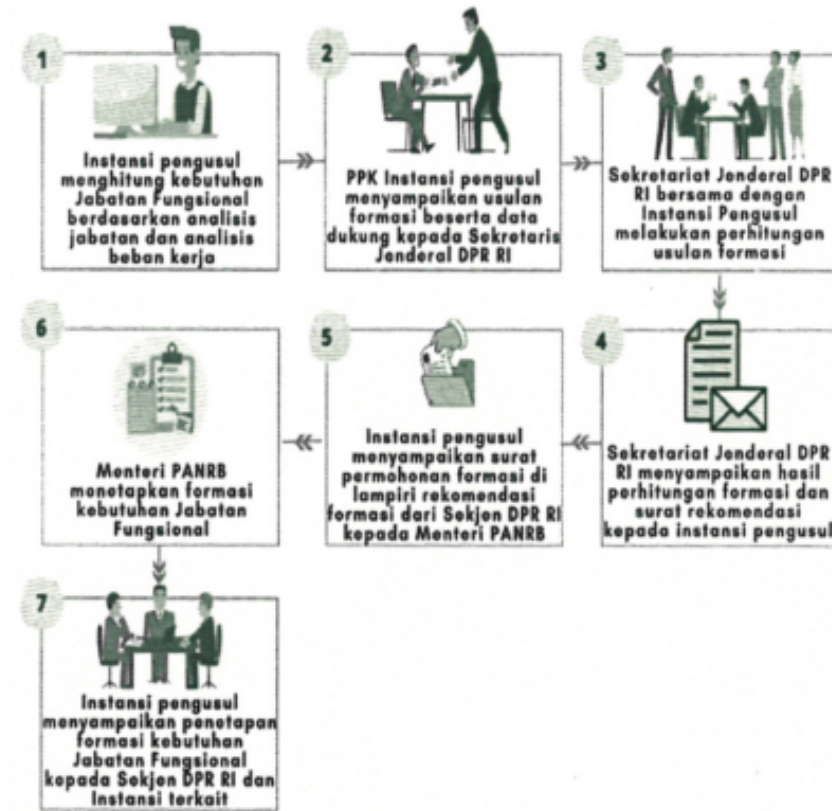 1
Instansi pengusul
menghitung kebutuhan
Jabatan Fungsional
berdasarkan analisis
jabatan dan analisis
beban kerja
2
PPK Instansi pengusul
menyampaikan usulan
formasi beserta data
dukung kepada Sekretaris
Jenderal DPR RI
3
Sekretariat Jenderal DPR
RI bersama dengan
Instansi Pengusul
melakukan perhitungan
usulan formasi
4
Sekretariat Jenderal DPR
RI menyampaikan hasil
perhitungan formasi dan
surat rekomendasi
kepada instansi pengusul
5
Instansi pengusul
menyampaikan surat
permohonan formasi di
lampiri rekomendasi
formasi dari Sekjen DPR RI
kepada Menteri PANRB
6
Menteri PANRB
menetapkan formasi
kebutuhan Jabatan
Fungsional
7
Instansi pengusul
menyampaikan penetapan
formasi kebutuhan
Jabatan Fungsional
kepada Sekjen DPR RI dan
Instansi terkait